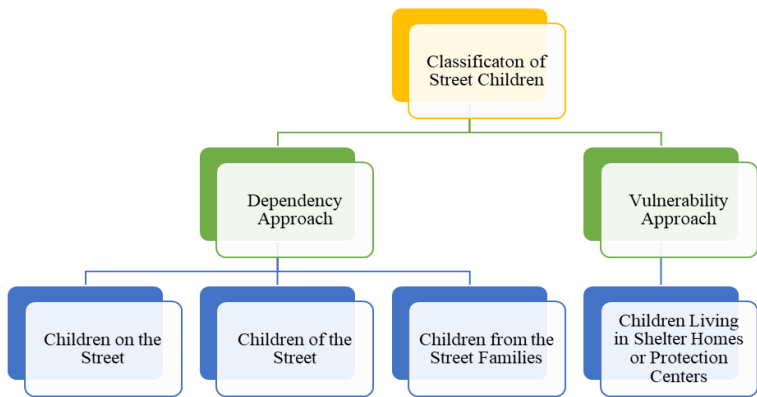 Classificaton of
Street Children
Dependency
Approach
Vulnerability
Approach
Children on the
Street
Children of the
Street
Children from the
Street Families
Children Living
in Shelter Homes
or Protection
Centers